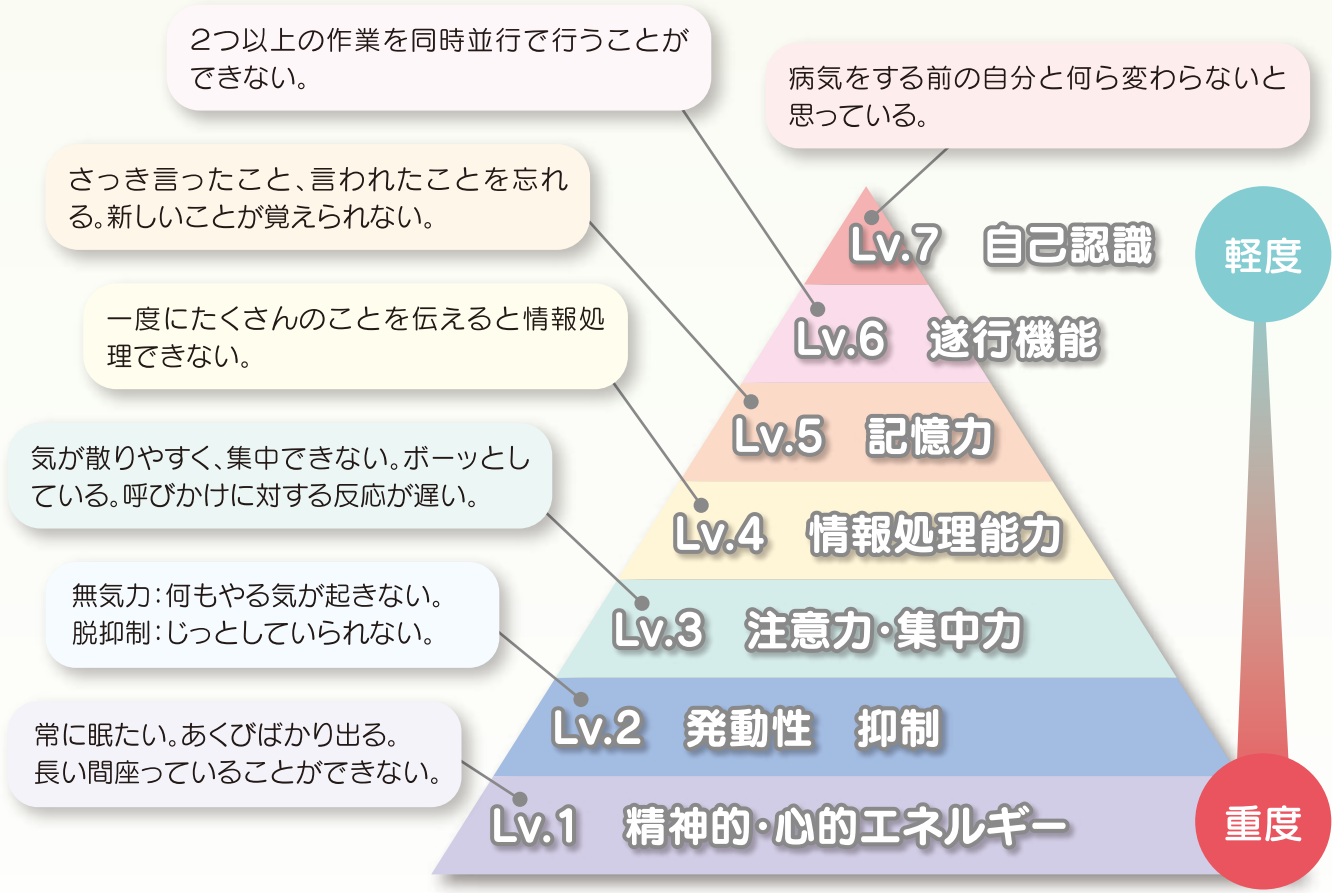 2つ以上の作業を同時並行で行うことが
できない。
病気をする前の自分と何ら変わらないと
思っている。
さっき言ったこと、言われたことを忘れ
る。新しいことが覚えられない。
一度にたくさんのことを伝えると情報処
理できない。
気が散りやすく、集中できない。ボーッとし
ている。呼びかけに対する反応が遅い。
無気力：何もやる気が起きない。
脱抑制：じっとしていられない。
常に眠たい。あくびばかり出る。
長い間座っていることができない。
Lv.7 自己認識
Lv.6 遂行機能
Lv.5 記憶力
Lv.4 情報処理能力
Lv.3 注意力・集中力
Lv.2 発動性 抑制
Lv.1 精神的・心的エネルギー
軽度
重度